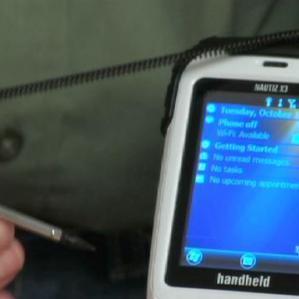 NAUTIZ X3
Tuesday, October
Phone off
Wi-Fi Available
Getting Started
No unread messages
No tasks
No upcoming appointme
handheld